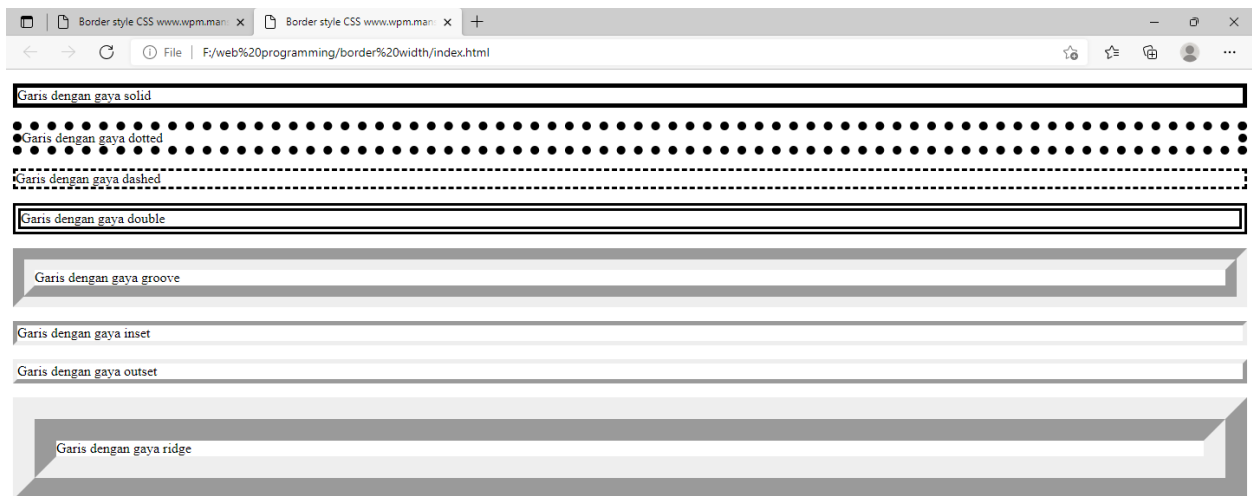 Border style CSS www.wpm.man
Border style CSS www.wpm.man
File
F:/web%20programming/border%20width/index.html
Garis dengan gaya solid
Garis dengan gaya dotted
Garis dengan gaya dashed
Garis dengan gaya double
Garis dengan gaya groove
Garis dengan gaya inset
Garis dengan gaya outset
Garis dengan gaya ridge